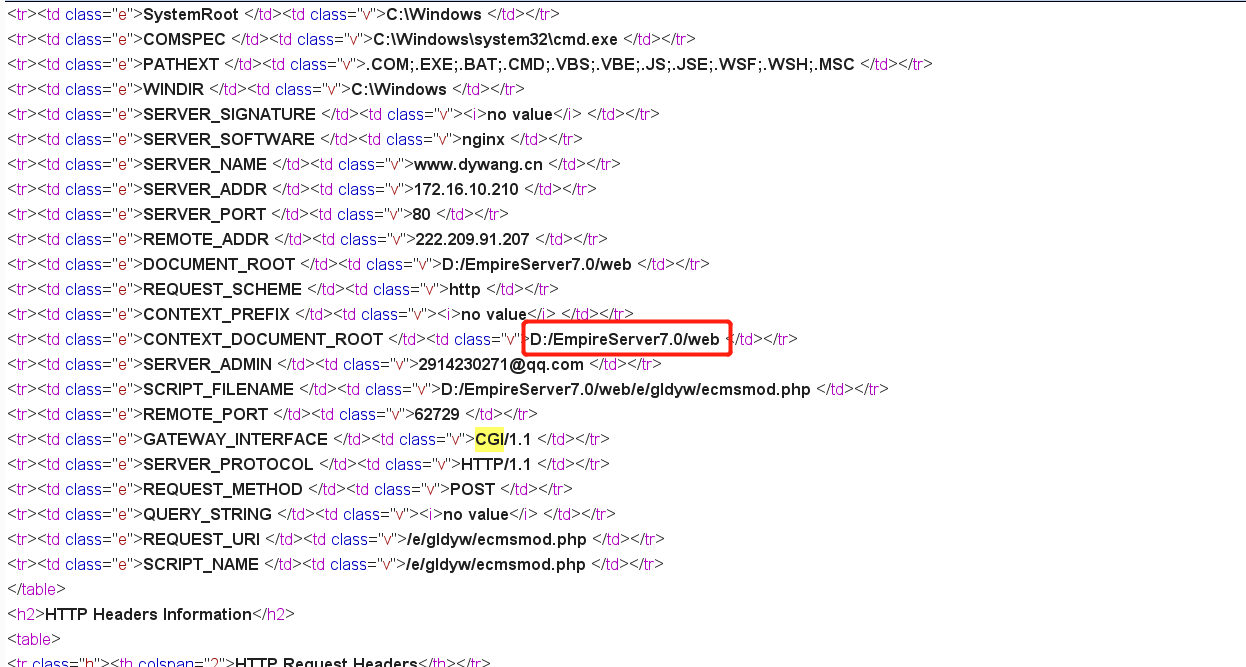 <tr><td class="e">SystemRoot </td><td class="v">C:\Windows </td></tr>
<tr><td class="e">COMSPEC </td><td class="v">C:\Windows\system32\cmd.exe </td></tr>
<tr><td class="e">PATHEXT </td><td class="v">.COM;.EXE;.BAT;.CMD;.VBS;.VBE;.JS;.JSE;.WSF;.WSH;.MSC </td></tr>
<tr><td class="e">WINDIR </td><td class="v">C:\Windows </td></tr>
<tr><td class="e">SERVER_SIGNATURE </td><td class="v"><i>no value</i> </td></tr>
<tr><td class="e">SERVER_SOFTWARE </td><td class="v">nginx </td></tr>
<tr><td class="e">SERVER_NAME </td><td class="v">www.dywang.cn </td></tr>
<tr><td class="e">SERVER_ADDR </td><td class="v">172.16.10.210 </td></tr>
<tr><td class="e">SERVER_PORT </td><td class="v">80 </td></tr>
<tr><td class="e">REMOTE_ADDR </td><td class="v">222.209.91.207 </td></tr>
<tr><td class="e">DOCUMENT_ROOT </td><td class="v">D:/EmpireServer7.0/web </td></tr>
<tr><td class="e">REQUEST_SCHEME </td><td class="v">http </td></tr>
<tr><td class="e">CONTEXT_PREFIX </td><td class="v"><i>no value</i> </td></tr>
<tr><td class="e">CONTEXT_DOCUMENT_ROOT </td><td class="v">D:/EmpireServer7.0/web </td></tr>
<tr><td class="e">SERVER_ADMIN </td><td class="v">2914230271@qq.com </td></tr>
<tr><td class="e">SCRIPT_FILENAME </td><td class="v">D:/EmpireServer7.0/web/e/gldyw/ecmsmod.php </td></tr>
<tr><td class="e">REMOTE_PORT </td><td class="v">62729 </td></tr>
<tr><td class="e">GATEWAY_INTERFACE </td><td class="v">CGI/1.1 </td></tr>
<tr><td class="e">SERVER_PROTOCOL </td><td class="v">HTTP/1.1 </td></tr>
<tr><td class="e">REQUEST_METHOD </td><td class="v">POST </td></tr>
<tr><td class="e">QUERY_STRING </td><td class="v"><i>no value</i> </td></tr>
<tr><td class="e">REQUEST_URI </td><td class="v">/e/gldyw/ecmsmod.php </td></tr>
<tr><td class="e">SCRIPT_NAME </td><td class="v">/e/gldyw/ecmsmod.php </td></tr>
</table>
<h2>HTTP Headers Information</h2>
<table>
<tr class="h"><th colspan="2">HTTP Request Headers</th></tr>